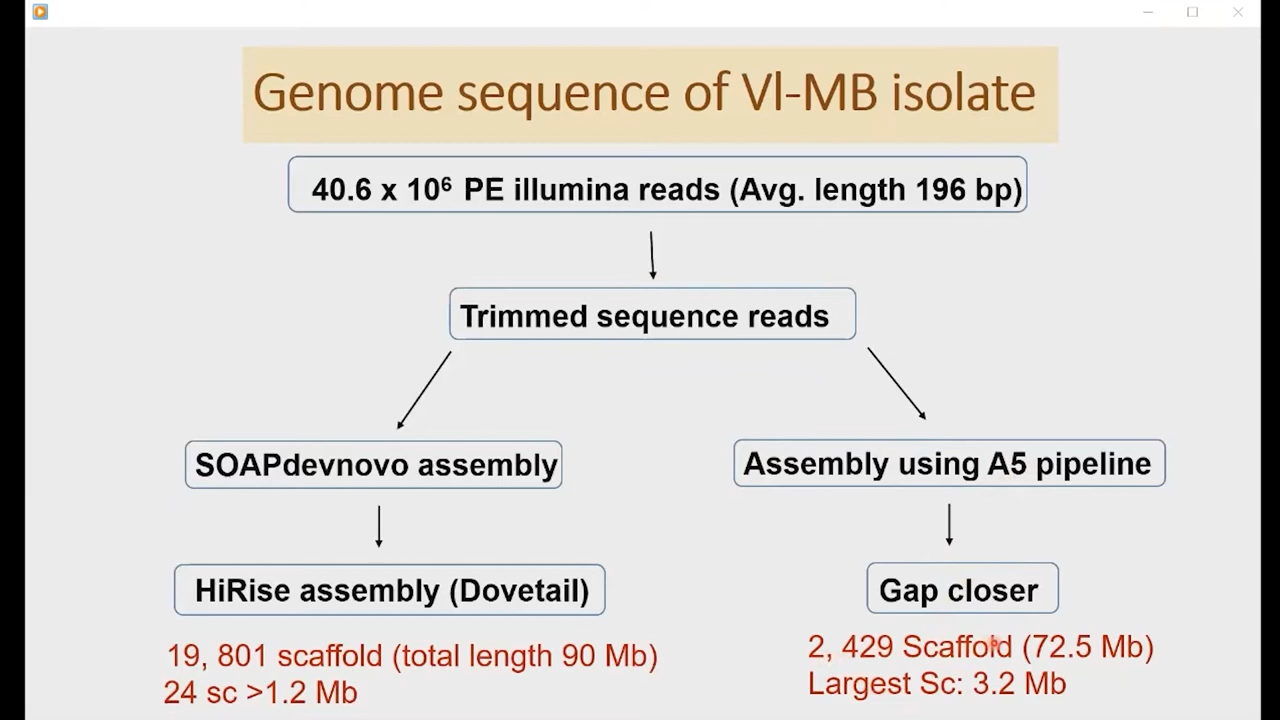 Genome sequence of Vl-MB isolate
40.6 x 10⁶ PE illumina reads (Avg. length 196 bp)
Trimmed sequence reads
SOAPdevnovo assembly
Assembly using A5 pipeline
HiRise assembly (Dovetail)
Gap closer
19, 801 scaffold (total length 90 Mb)
24 sc >1.2 Mb
2, 429 Scaffold (72.5 Mb)
Largest Sc: 3.2 Mb